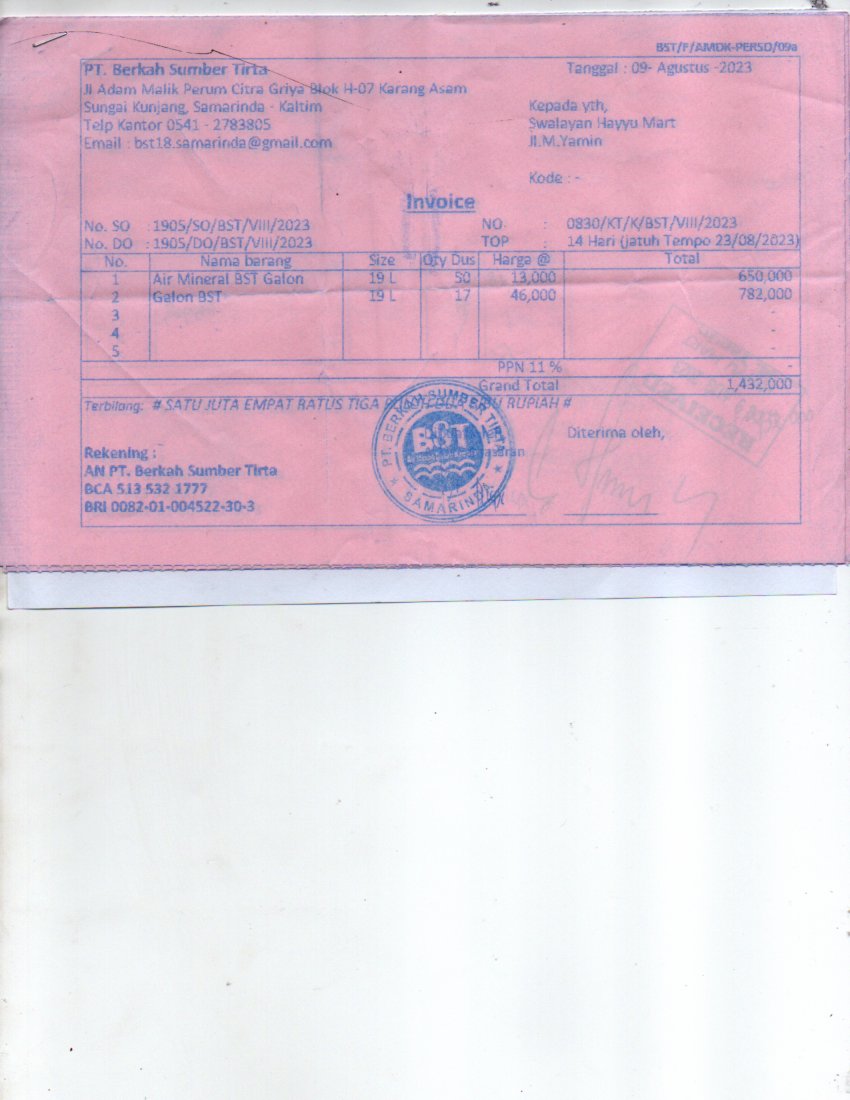 BST/F/AMDK-PERSO/09a
PT. Berkah Sumber Tirta
Tanggal : 09- Agustus -2023
Jl Adam Malik Perum Citra Griya Blok H-07 Karang Asam
Sungai Kunjang, Samarinda - Kaltim
Kepada yth,
Telp Kantor 0541 - 2783805
Swalayan Hayyu Mart
Email : bst18.samarinda@gmail.com
Jl.M.Yamin
Kode : -
Invoice
No. SO : 1905/SO/BST/VIII/2023 NO : 0830/KT/K/BST/VIII/2023
No. DO : 1905/DO/BST/VIII/2023 TOP : 14 Hari (jatuh Tempo 23/08/2023)
No. Nama barang Size Qty Dus Harga @ Total
1 Air Mineral BST Galon 19 L 50 13,000 650,000
2 Galon BST 19 L 17 46,000 782,000
3 -
4 -
5 -
PPN 11 % -
Grand Total 1,432,000
Terbilang: # SATU JUTA EMPAT RATUS TIGA RUPIAH #
Diterima oleh,
PT. BERKAH SUMBER TIRTA
BST
SAMARINDA
RECEIVED
Rekening :
AN PT. Berkah Sumber Tirta
BCA 513 532 1777
BRI 0082-01-004522-30-3